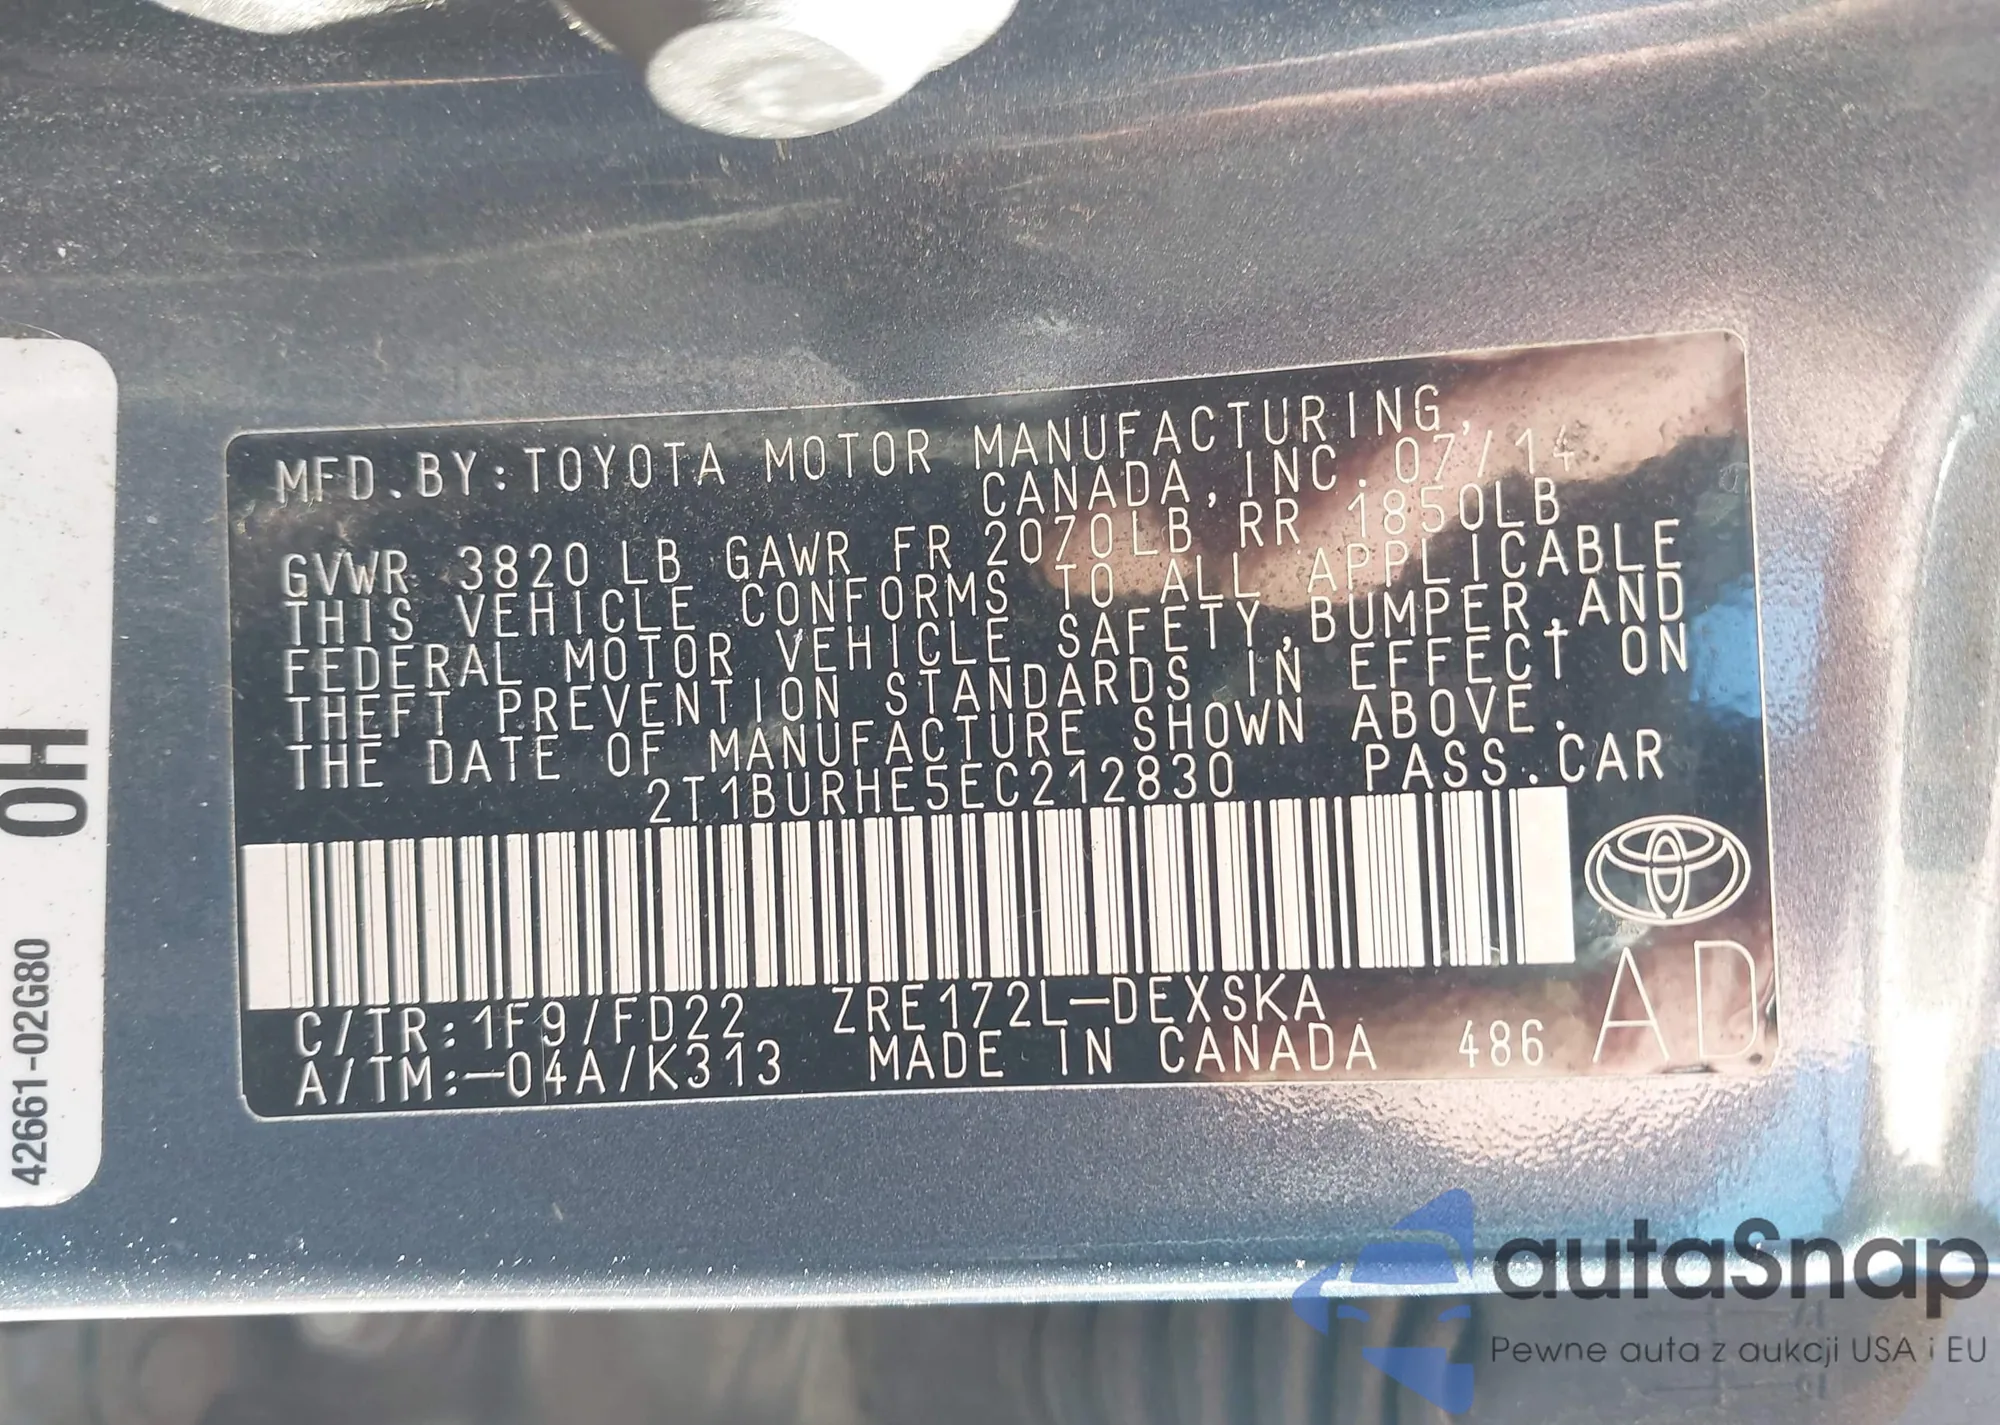 MFD.BY:TOYOTA MOTOR MANUFACTURING,
CANADA, INC. 07/14
GVWR 3820 LB GAWR FR 2070LB RR 1850LB
THIS VEHICLE CONFORMS TO ALL APPLICABLE
FEDERAL MOTOR VEHICLE SAFETY,BUMPER,AND
THEFT PREVENTION STANDARDS IN EFFECT ON
THE DATE OF MANUFACTURE SHOWN ABOVE.
2T1BURHE5EC212830 PASS.CAR
C/TR:1F9/FD22 ZRE172L-DEXSKA
A/TM:-04A/K313 MADE IN CANADA 486
AD
42661-02G80 0H
autaSnap
Pewne auta z aukcji USA i EU